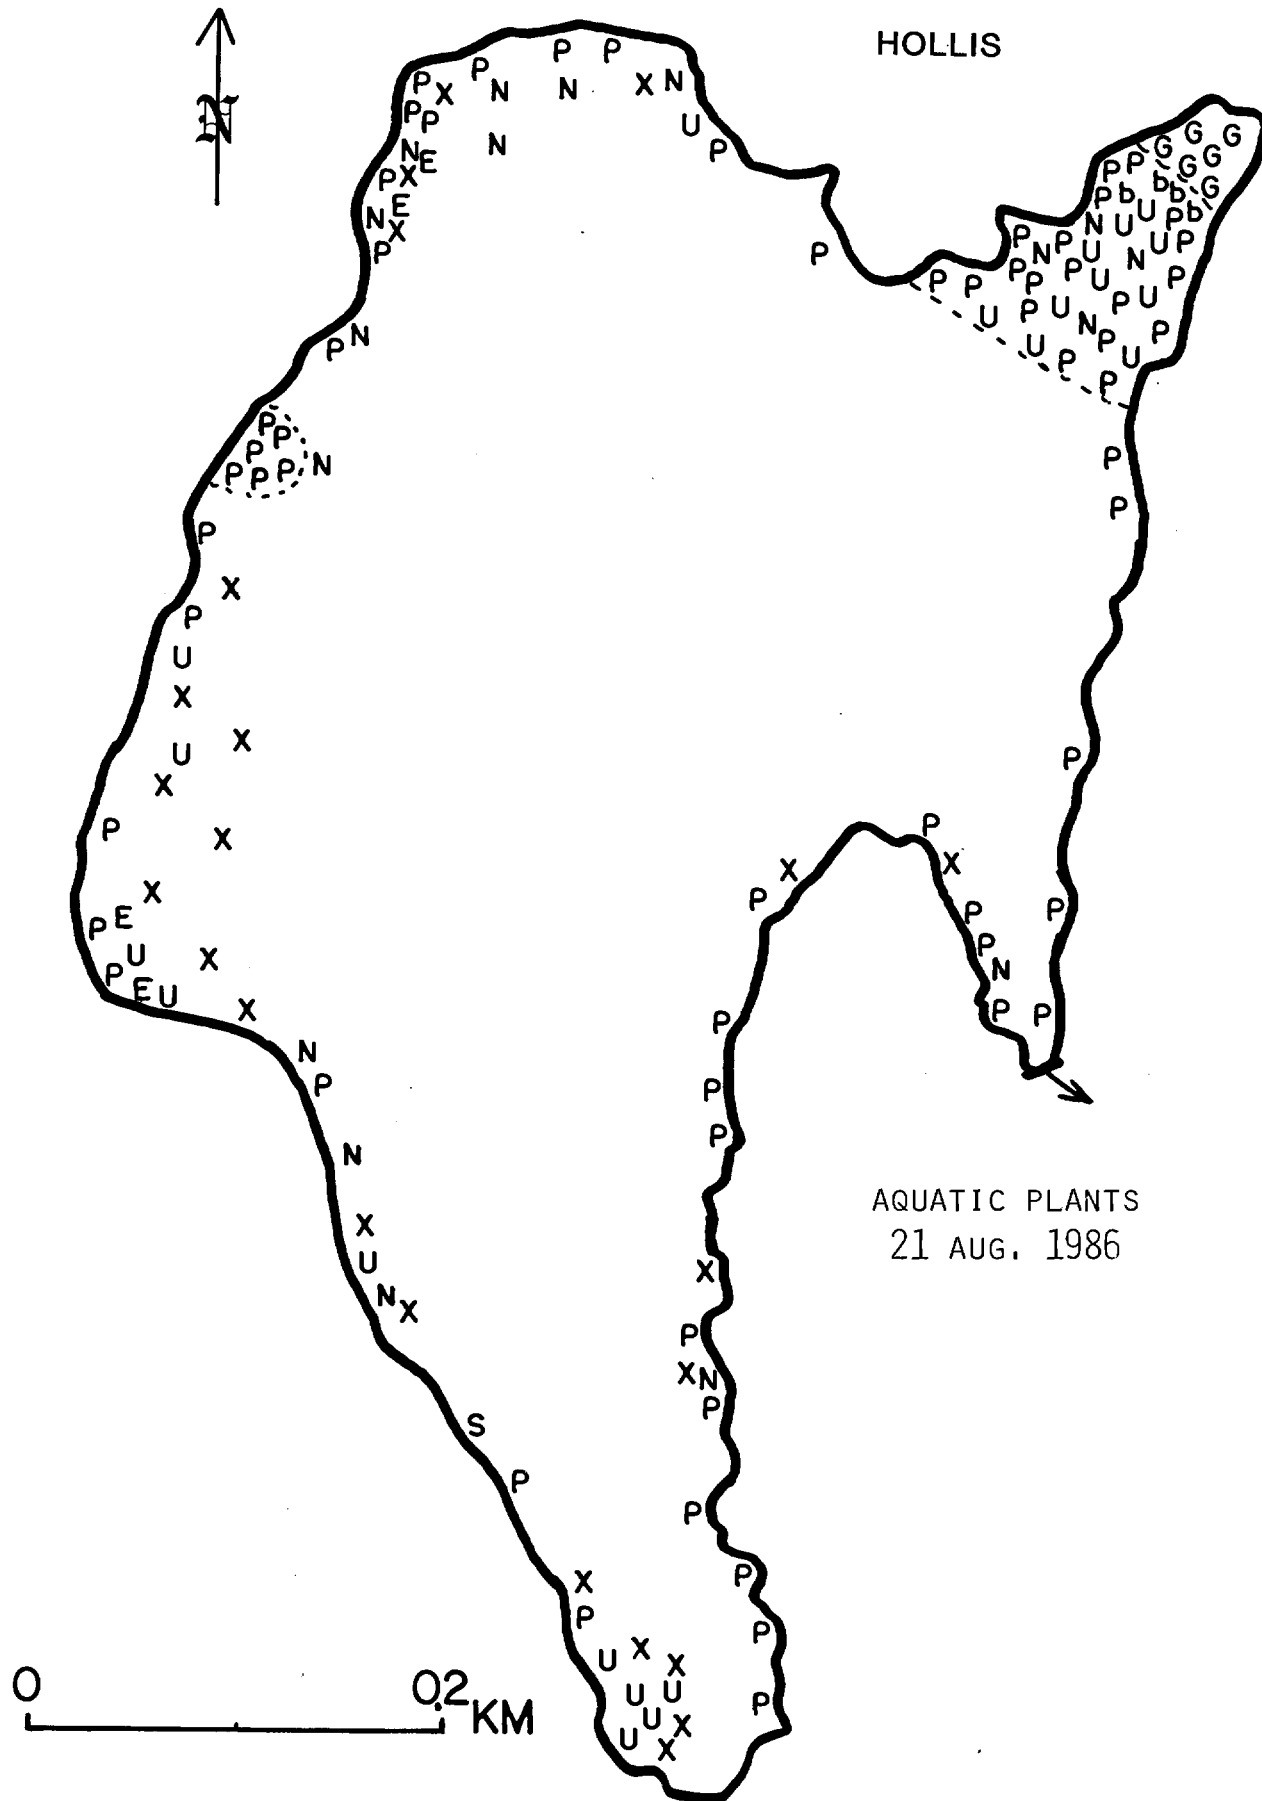 HOLLIS
N
P P
P N N X N
P X
P P U
N P
N E
P X
E
N X
P
P
G G
G G
P P G
P b b b G
P U P b
N U
P N P U N U P
P P P U P
P P P U P U
U P U N P
U P U
P P
P N
P
P P
P P P P N
P
P
P
X
P
U
X
U X
P
X
P X
P X
X P X
P E P P
U X P
P E U N
X P P
N P
P
P
N P
AQUATIC PLANTS
X 21 AUG. 1986
U X
N X P
X N
P
S
P
P
X P
P
U X X P
U U
0 0.2 KM
U U X P
X